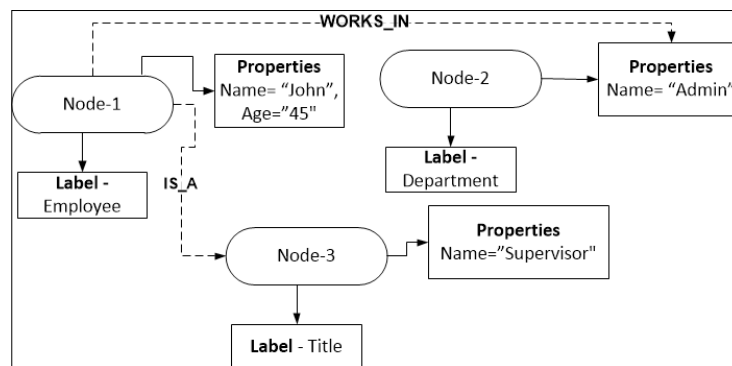 WORKS_IN
Properties
Name= “John”,
Age=”45"
Node-1
Node-2
Properties
Name= “Admin”
Label -
Employee
IS_A
Label -
Department
Node-3
Properties
Name=”Supervisor"
Label - Title